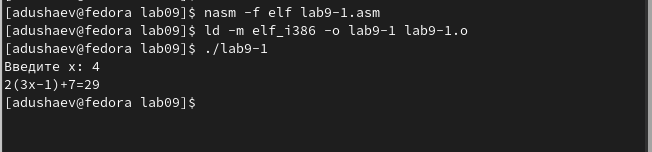 [adushaev@fedora lab09]$ nasm -f elf lab9-1.asm
[adushaev@fedora lab09]$ ld -m elf_i386 -o lab9-1 lab9-1.o
[adushaev@fedora lab09]$ ./lab9-1
Введите x: 4
2(3x-1)+7=29
[adushaev@fedora lab09]$